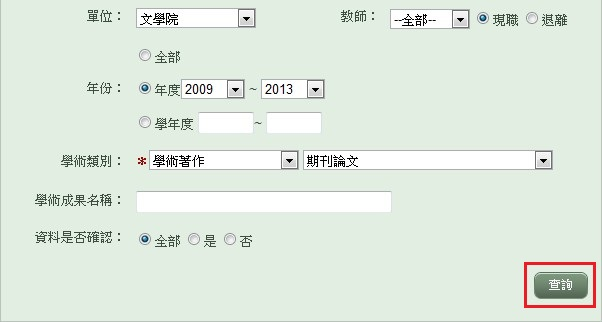 單位： 文學院 教師： --全部-- 現職 退離
全部
年份： 年度 2009 ~ 2013
學年度 ~
學術類別： * 學術著作 期刊論文
學術成果名稱：
資料是否確認： 全部 是 否
查詢